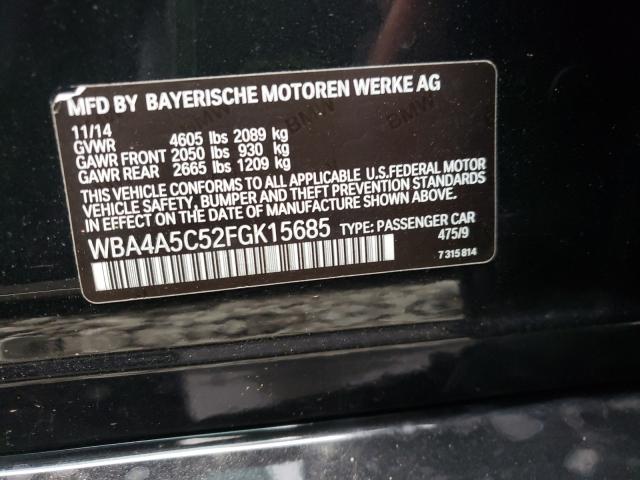 MFD BY BAYERISCHE MOTOREN WERKE AG
11/14
GVWR 4605 lbs 2089 kg
GAWR FRONT 2050 lbs 930 kg
GAWR REAR 2665 lbs 1209 kg
THIS VEHICLE CONFORMS TO ALL APPLICABLE U.S.FEDERAL MOTOR
VEHICLE SAFETY, BUMPER, AND THEFT PREVENTION STANDARDS
IN EFFECT ON THE DATE OF MANUFACTURE SHOWN ABOVE.
WBA4A5C52FGK15685 TYPE: PASSENGER CAR
475/9
7 315 814
BMW
BMW